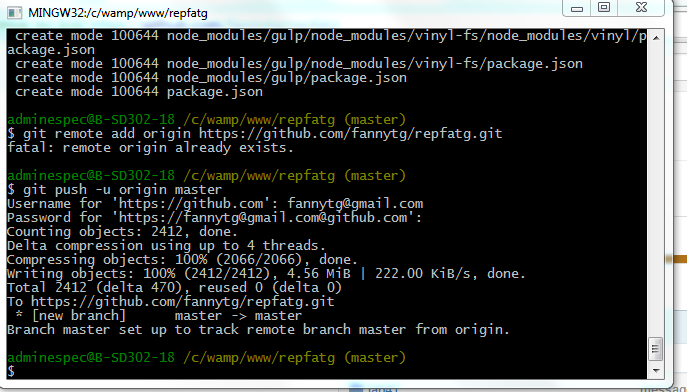 MINGW32:/c/wamp/www/repfatg
create mode 100644 node_modules/gulp/node_modules/vinyl-fs/node_modules/vinyl/p
ackage.json
create mode 100644 node_modules/gulp/node_modules/vinyl-fs/package.json
create mode 100644 node_modules/gulp/package.json
create mode 100644 package.json
adminespec@B-SD302-18 /c/wamp/www/repfatg (master)
$ git remote add origin https://github.com/fannytg/repfatg.git
fatal: remote origin already exists.
adminespec@B-SD302-18 /c/wamp/www/repfatg (master)
$ git push -u origin master
Username for 'https://github.com': fannytg@gmail.com
Password for 'https://fannytg@gmail.com@github.com':
Counting objects: 2412, done.
Delta compression using up to 4 threads.
Compressing objects: 100% (2066/2066), done.
Writing objects: 100% (2412/2412), 4.56 MiB | 222.00 KiB/s, done.
Total 2412 (delta 470), reused 0 (delta 0)
To https://github.com/fannytg/repfatg.git
* [new branch]      master -> master
Branch master set up to track remote branch master from origin.
adminespec@B-SD302-18 /c/wamp/www/repfatg (master)
$